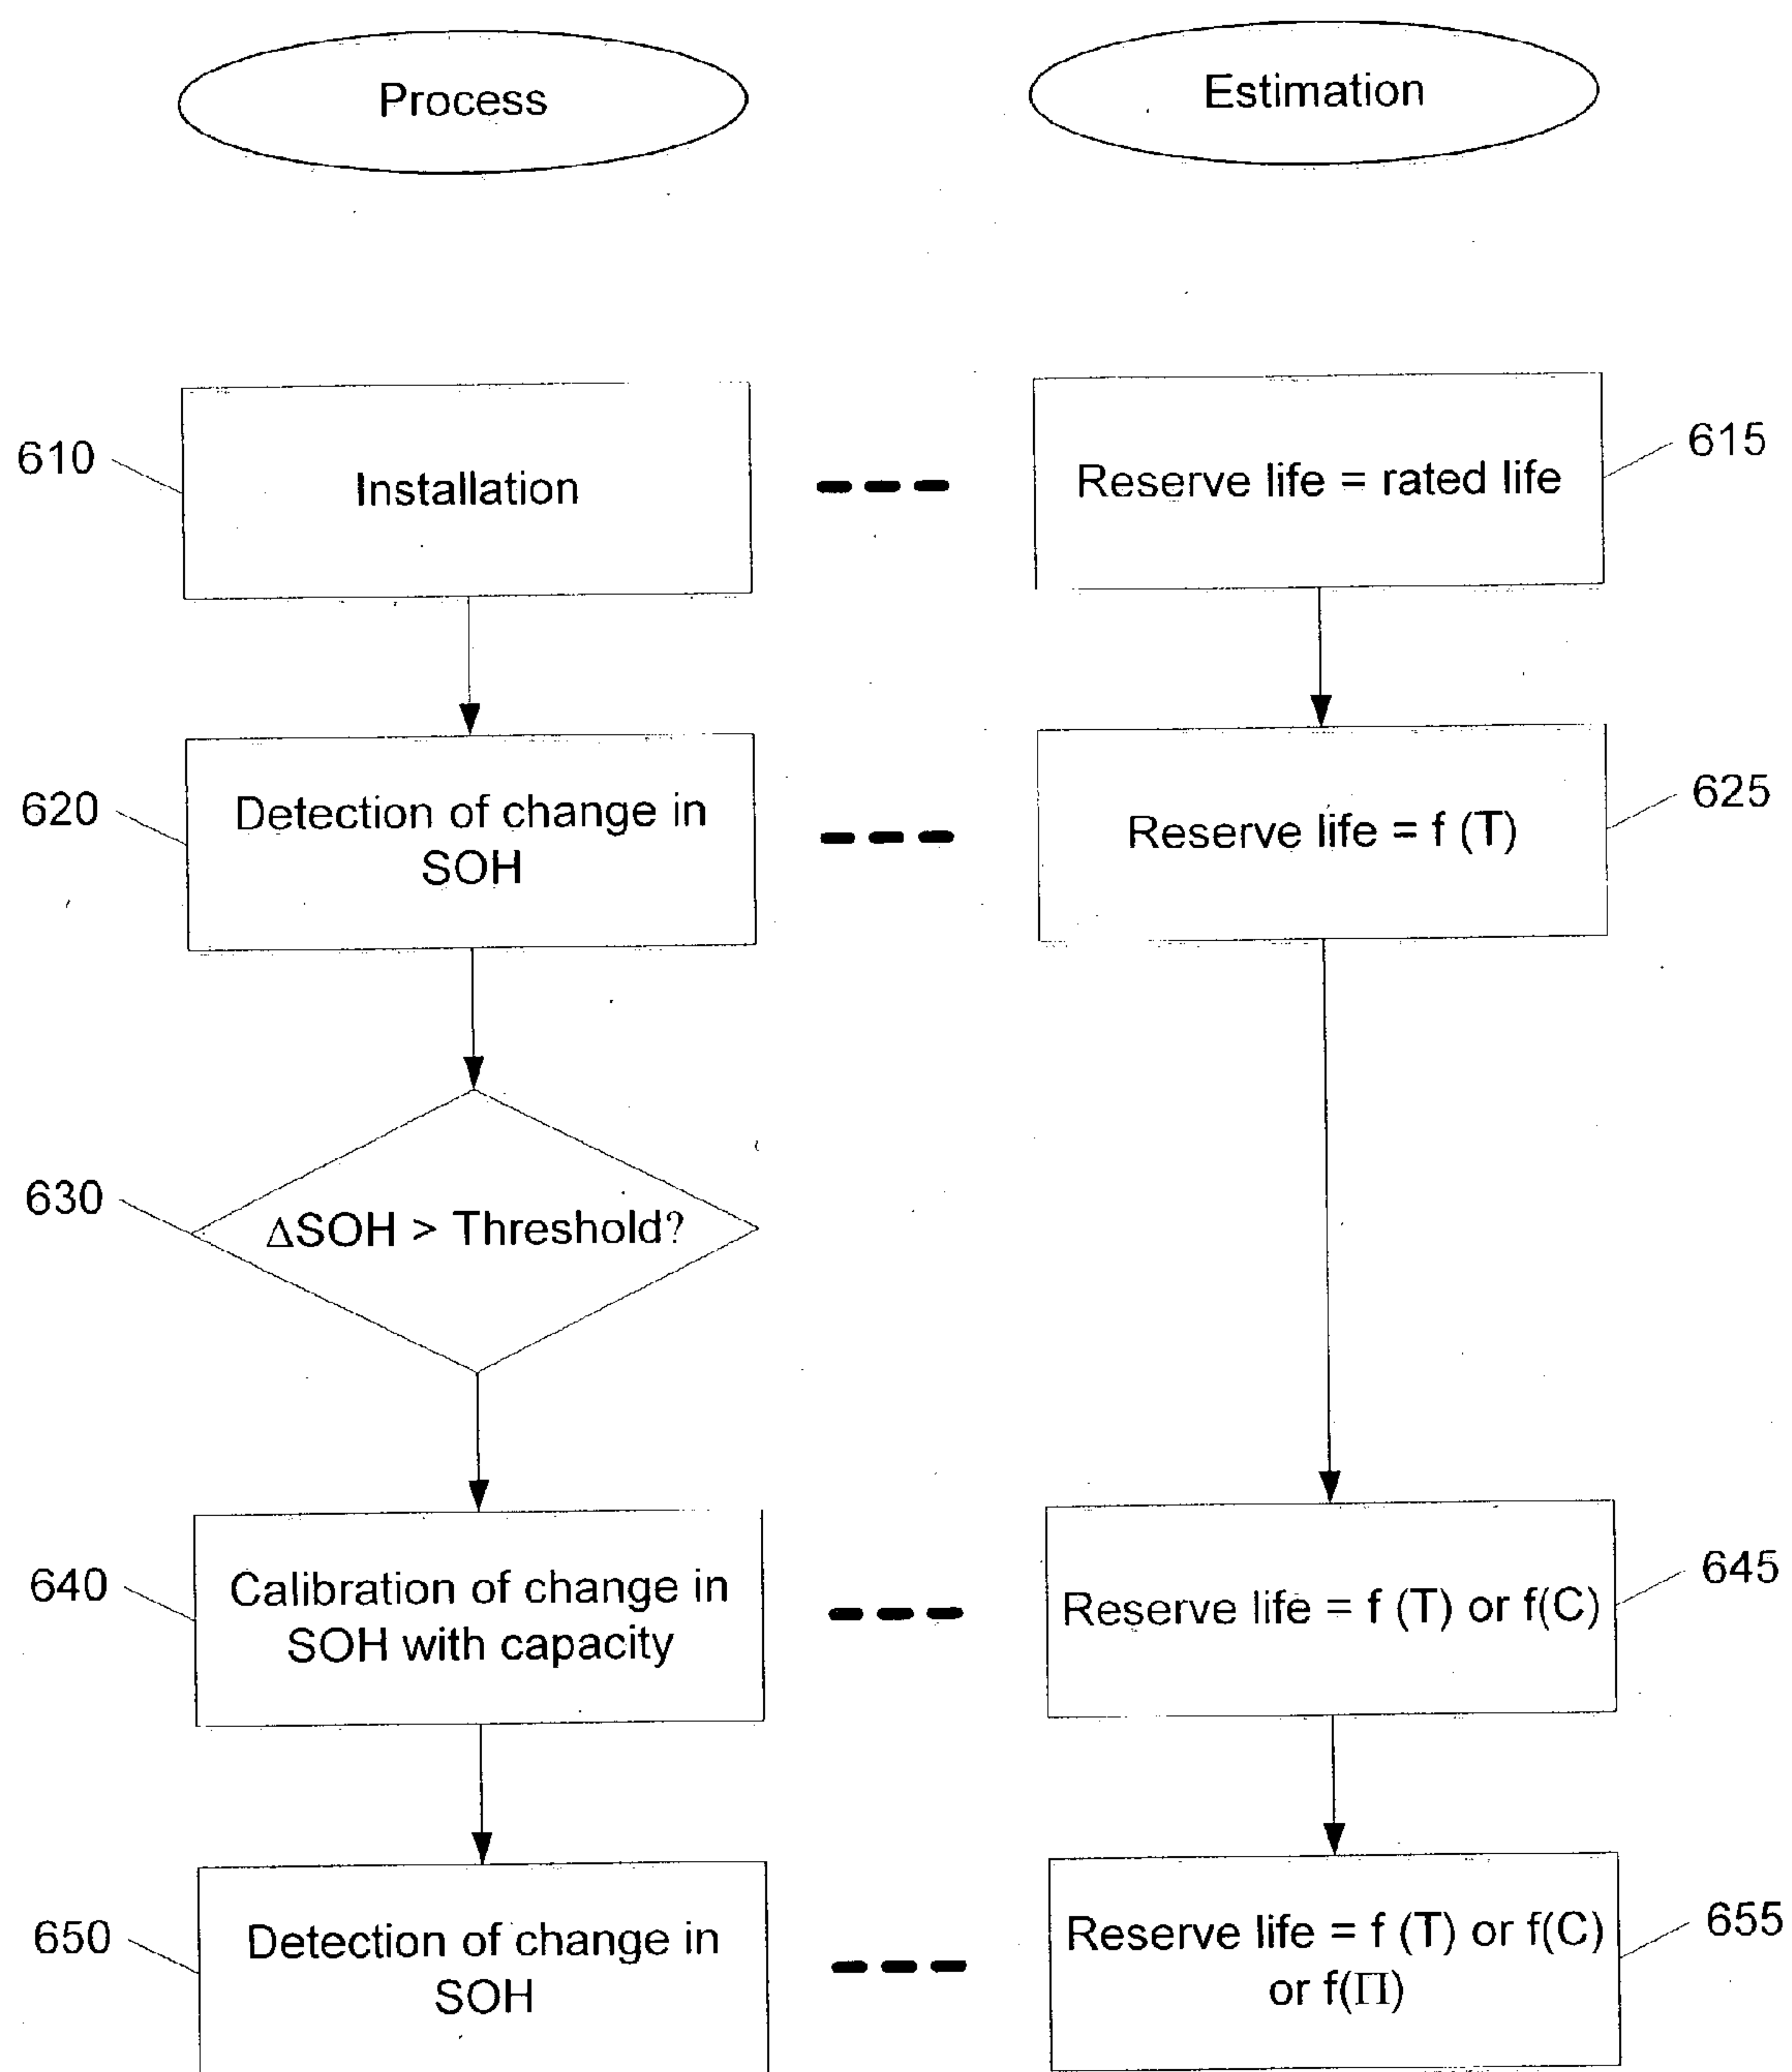 Process
Estimation
610
Installation
Reserve life = rated life
615
620
Detection of change in
SOH
Reserve life = f (T)
625
630
ΔSOH > Threshold?
640
Calibration of change in
SOH with capacity
Reserve life = f (T) or f(C)
645
650
Detection of change in
SOH
Reserve life = f (T) or f(C)
or f(Π)
655